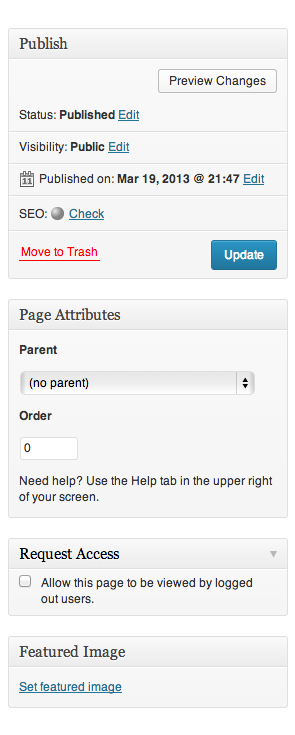 Publish
Preview Changes
Status: Published Edit
Visibility: Public Edit
11 Published on: Mar 19, 2013 @ 21:47 Edit
SEO: Check
Move to Trash Update
Page Attributes
Parent
(no parent)
Order
0
Need help? Use the Help tab in the upper right
of your screen.
Request Access
Allow this page to be viewed by logged
out users.
Featured Image
Set featured image